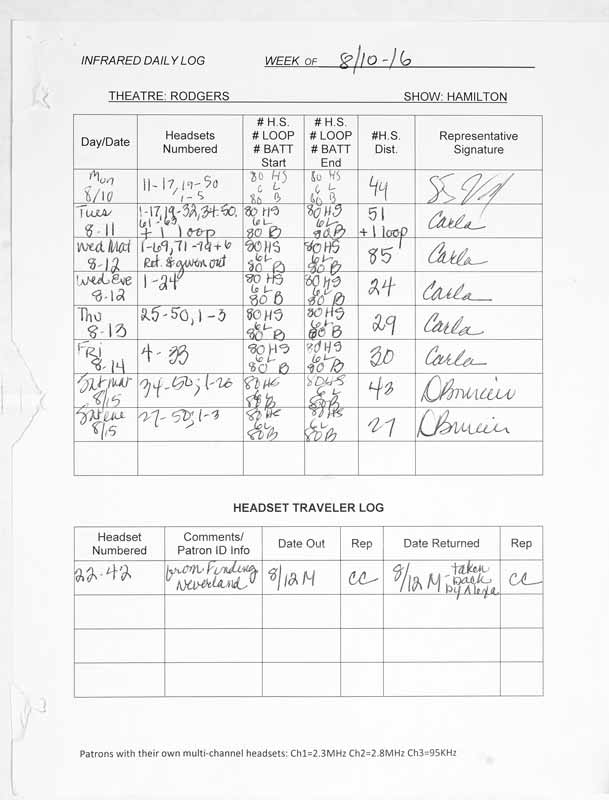 INFRARED DAILY LOG WEEK OF 8/10-16
THEATRE: RODGERS SHOW: HAMILTON
Day/Date Headsets Numbered # H.S. # LOOP # BATT Start # H.S. # LOOP # BATT End #H.S. Dist. Representative Signature
Mon 8/10 11-17, 19-50 1-5 80 HS 6 L 80 B 80 HS 6 L 80 B 44
Tues 8-11 1-17, 19-32, 34-50, 61-63 + 1 loop 80 HS 6L 80 B 80 HS 6L 80 B 51 +1 loop Carla
Wed Mat 8-12 1-69, 71-79 + 6 Ret. & given out 80 HS 6L 80 B 80 HS 6L 80 B 85 Carla
Wed Eve 8-12 1-24 80 HS 6L 80 B 80 HS 6L 80 B 24 Carla
Thu 8-13 25-50, 1-3 80 HS 6L 80 B 80 HS 6L 80 B 29 Carla
FRI 8-14 4-33 80 HS 6L 80 B 80 HS 6L 80 B 30 Carla
Sat mat 8/15 34-50; 1-26 80 HS 6L 80 B 80 HS 6L 80 B 43
Sat eve 8/15 27-50; 1-3 80 HS 6L 80 B 80 HS 6L 80 B 27
HEADSET TRAVELER LOG
Headset Numbered Comments/ Patron ID Info Date Out Rep Date Returned Rep
22-42 from Finding Neverland 8/12 M CC 8/12 M - taken back by Alexa CC
Patrons with their own multi-channel headsets: Ch1=2.3MHz Ch2=2.8MHz Ch3=95KHz